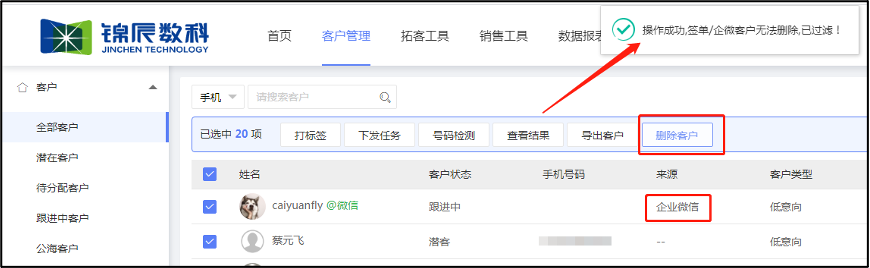 锦辰数科
JINCHEN TECHNOLOGY
首页 客户管理 拓客工具 销售工具 数据报表
操作成功,签单/企微客户无法删除,已过滤！
客户
全部客户
潜在客户
待分配客户
跟进中客户
公海客户
手机 请搜索客户
已选中 20 项 打标签 下发任务 号码检测 查看结果 导出客户 删除客户
姓名 客户状态 手机号码 来源 客户类型
caiyuanfly @微信 跟进中 企业微信 低意向
蔡元飞 潜客 -- 低意向